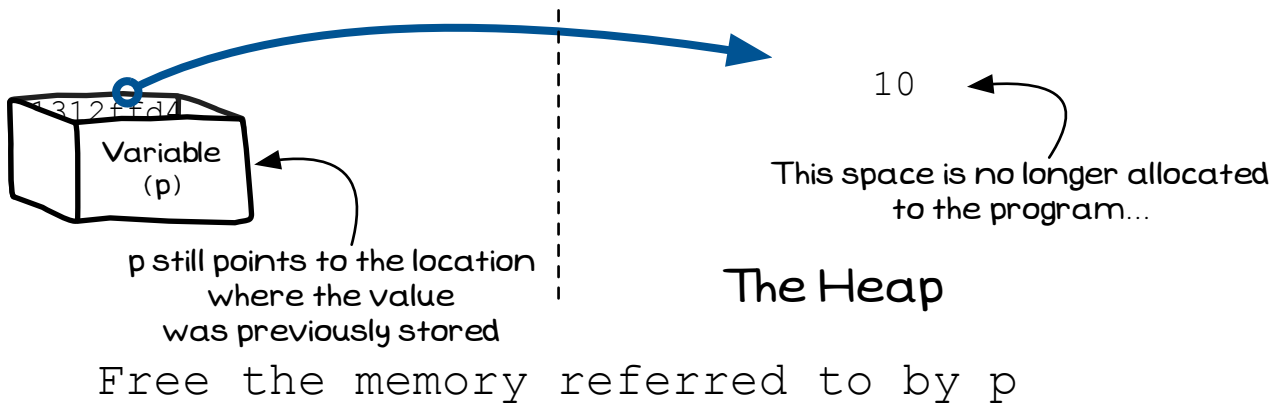 1312ffd4
10
Variable
(p)
This space is no longer allocated
to the program...
p still points to the location
where the value
was previously stored
The Heap
Free the memory referred to by p